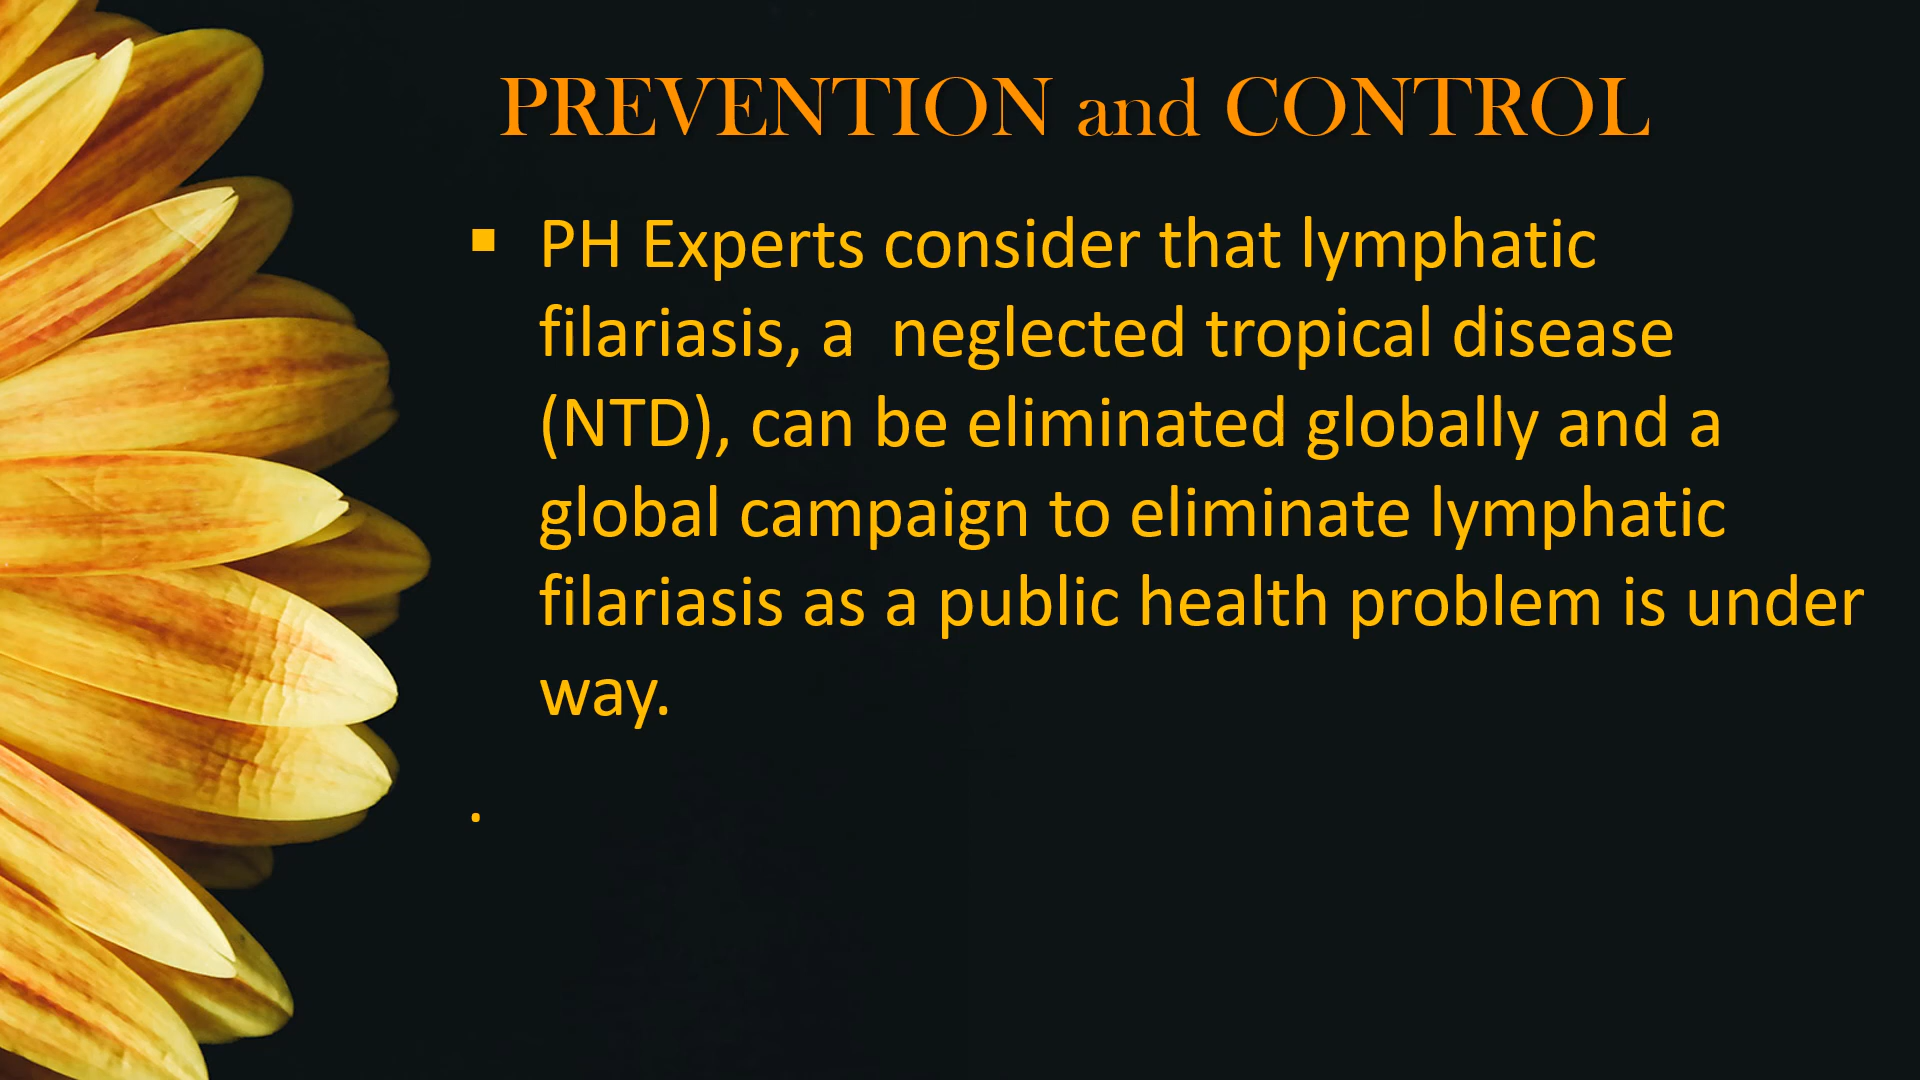 PREVENTION and CONTROL
▪ PH Experts consider that lymphatic
filariasis, a  neglected tropical disease
(NTD), can be eliminated globally and a
global campaign to eliminate lymphatic
filariasis as a public health problem is under
way.
.